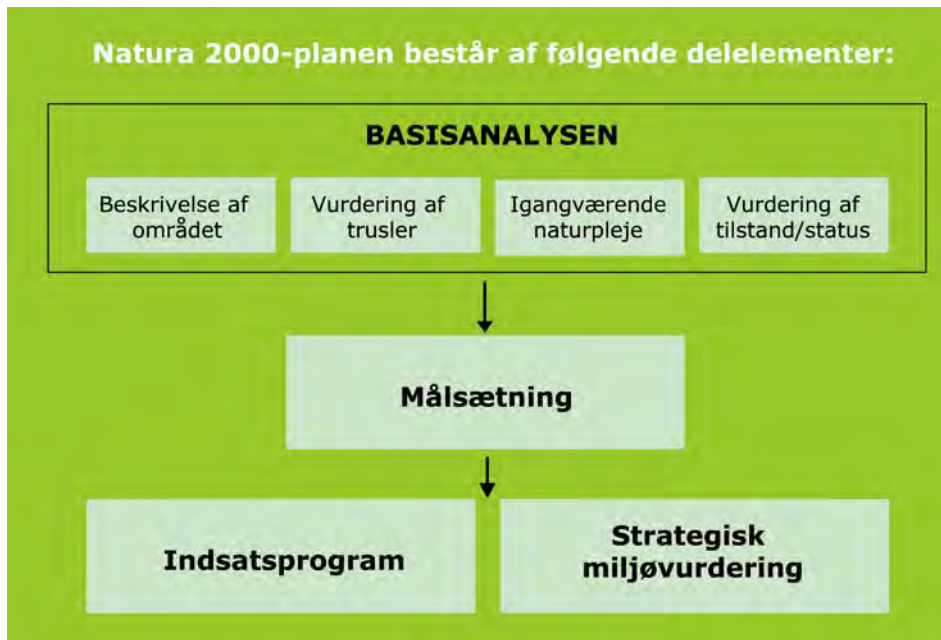 Natura 2000-planen består af følgende delelementer:
BASISANALYSEN
Beskrivelse af
området
Vurdering af
trusler
Igangværende
naturpleje
Vurdering af
tilstand/status
Målsætning
Indsatsprogram
Strategisk
miljøvurdering